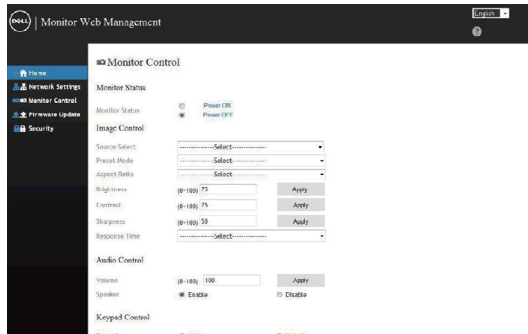 DELL | Monitor Web Management
English
Monitor Control
Home
Network Settings
Monitor Control
Firmware Update
Security
Monitor Status
Monitor Status
Power ON
Power OFF
Image Control
Source Select ---------------Select---------------
Preset Mode ---------------Select---------------
Aspect Ratio ---------------Select---------------
Brightness (0~100) 75 Apply
Contrast (0~100) 75 Apply
Sharpness (0~100) 50 Apply
Response Time ---------------Select---------------
Audio Control
Volume (0~100) 100 Apply
Speaker Enable Disable
Keypad Control